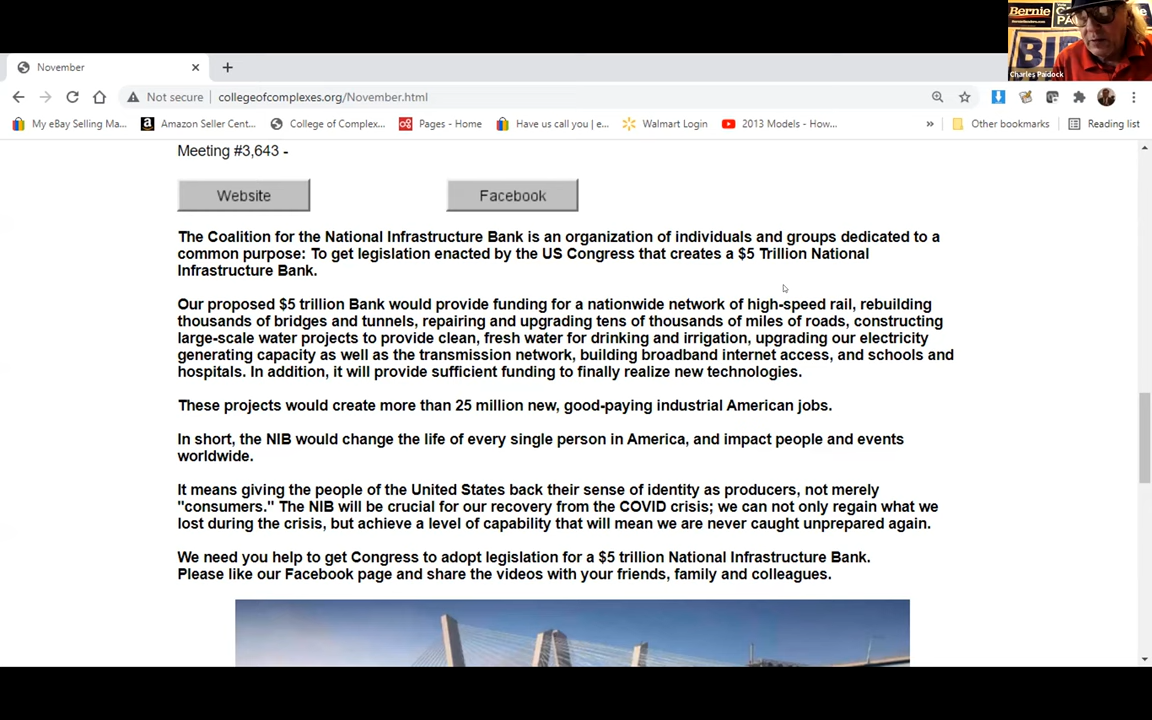 Bernie
BI
Charles Paidock
November
Not secure
collegeofcomplexes.org/November.html
My eBay Selling Ma...
Amazon Seller Cent...
College of Complex...
Pages - Home
Have us call you | e...
Walmart Login
2013 Models - How...
»
Other bookmarks
Reading list
Meeting #3,643 -
Website
Facebook
The Coalition for the National Infrastructure Bank is an organization of individuals and groups dedicated to a
common purpose: To get legislation enacted by the US Congress that creates a $5 Trillion National
Infrastructure Bank.
Our proposed $5 trillion Bank would provide funding for a nationwide network of high-speed rail, rebuilding
thousands of bridges and tunnels, repairing and upgrading tens of thousands of miles of roads, constructing
large-scale water projects to provide clean, fresh water for drinking and irrigation, upgrading our electricity
generating capacity as well as the transmission network, building broadband internet access, and schools and
hospitals. In addition, it will provide sufficient funding to finally realize new technologies.
These projects would create more than 25 million new, good-paying industrial American jobs.
In short, the NIB would change the life of every single person in America, and impact people and events
worldwide.
It means giving the people of the United States back their sense of identity as producers, not merely
"consumers." The NIB will be crucial for our recovery from the COVID crisis; we can not only regain what we
lost during the crisis, but achieve a level of capability that will mean we are never caught unprepared again.
We need you help to get Congress to adopt legislation for a $5 trillion National Infrastructure Bank.
Please like our Facebook page and share the videos with your friends, family and colleagues.